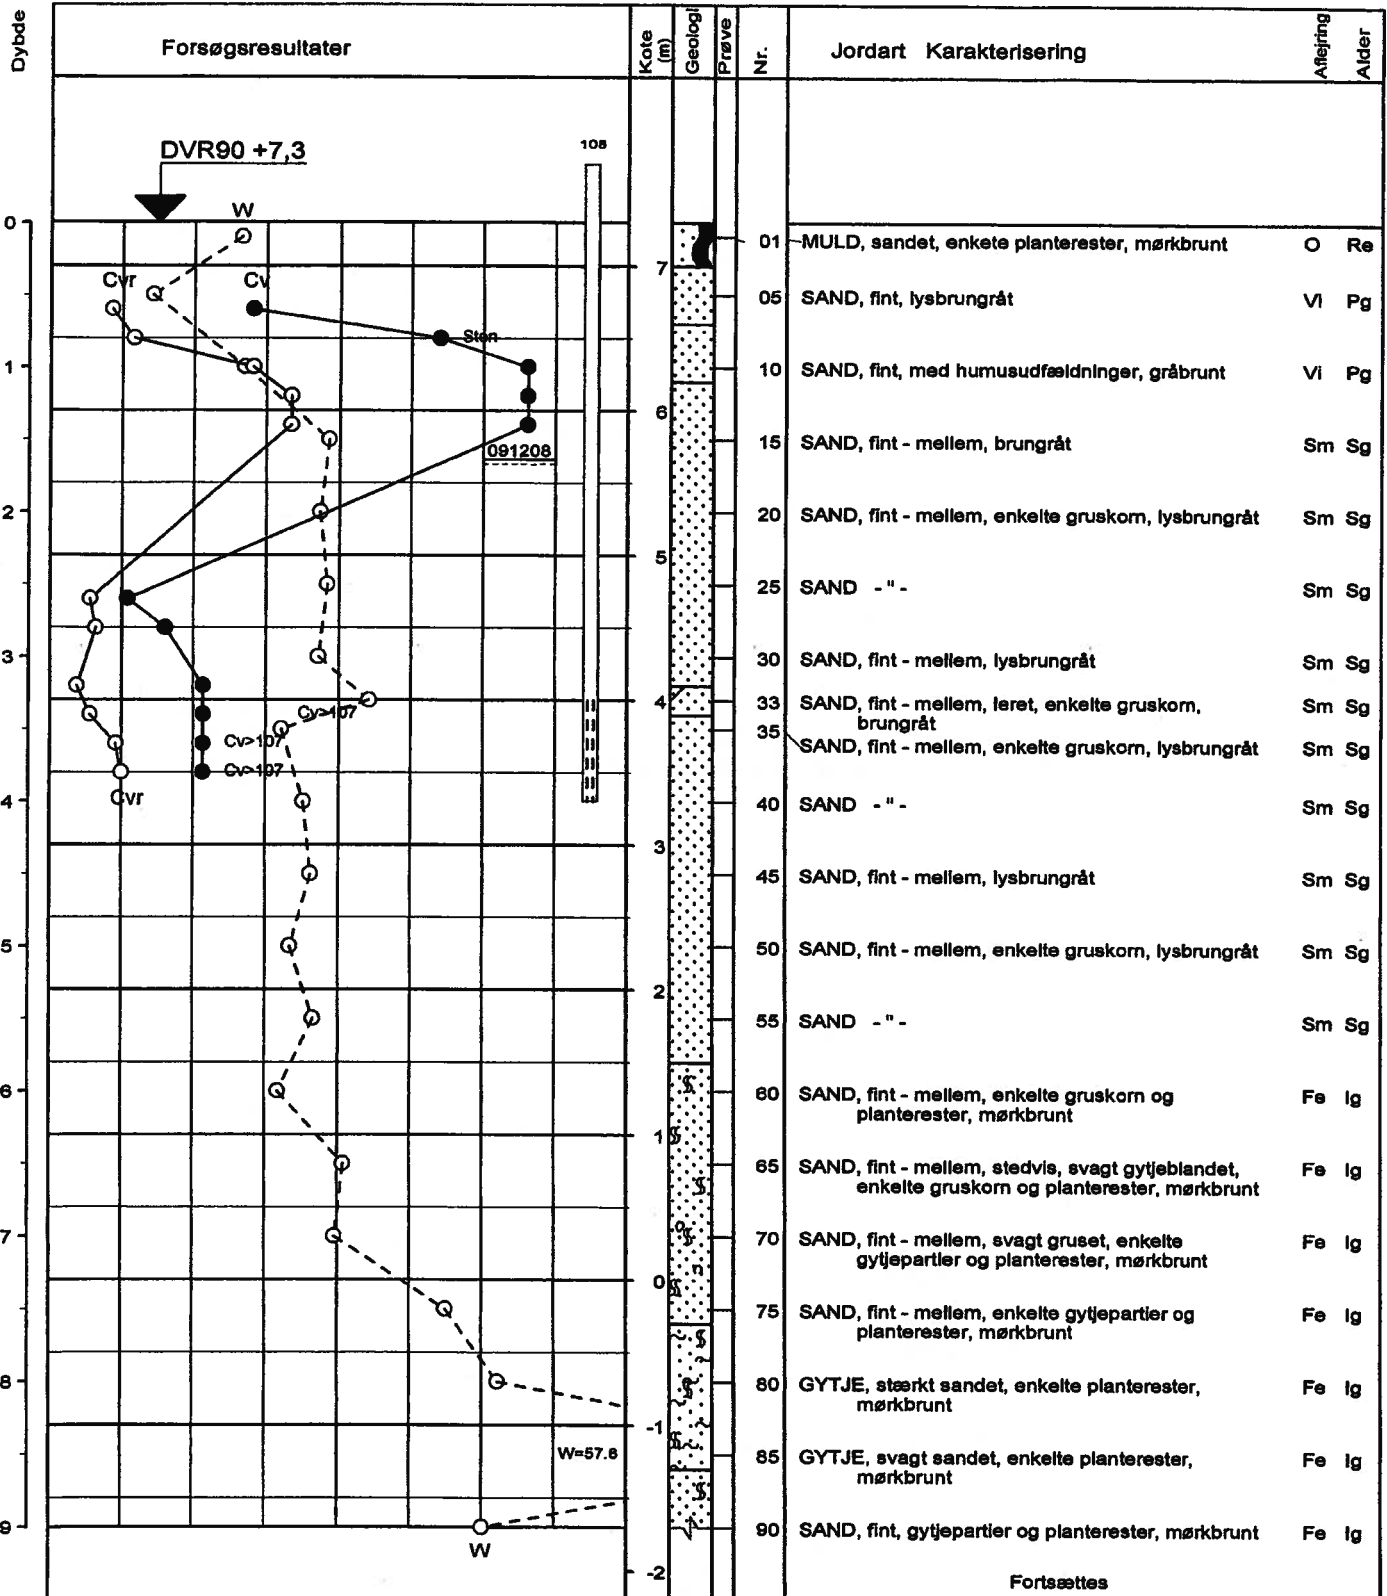 Dybde
Forsøgsresultater
Kote (m)
Geologi
Prøve
Nr.
Jordart Karakterisering
Aflejring
Alder
DVR90 +7,3
108
W
0
01 MULD, sandet, enkete planterester, mørkbrunt O Re
7
Cvr
Cv
05 SAND, fint, lysbrungråt Vi Pg
Sten
1
10 SAND, fint, med humusudfældninger, gråbrunt Vi Pg
6
15 SAND, fint - mellem, brungråt Sm Sg
091208
2
20 SAND, fint - mellem, enkelte gruskorn, lysbrungråt Sm Sg
5
25 SAND - " - Sm Sg
3
30 SAND, fint - mellem, lysbrungråt Sm Sg
4
Cv>107
33 SAND, fint - mellem, leret, enkelte gruskorn, Sm Sg
brungråt
35 SAND, fint - mellem, enkelte gruskorn, lysbrungråt Sm Sg
Cv>107
Cv>107
Cvr
4
40 SAND - " - Sm Sg
3
45 SAND, fint - mellem, lysbrungråt Sm Sg
5
50 SAND, fint - mellem, enkelte gruskorn, lysbrungråt Sm Sg
2
55 SAND - " - Sm Sg
6
60 SAND, fint - mellem, enkelte gruskorn og Fe Ig
planterester, mørkbrunt
1
65 SAND, fint - mellem, stedvis, svagt gytjeblandet, Fe Ig
enkelte gruskorn og planterester, mørkbrunt
7
70 SAND, fint - mellem, svagt gruset, enkelte Fe Ig
gytjepartier og planterester, mørkbrunt
0
75 SAND, fint - mellem, enkelte gytjepartier og Fe Ig
planterester, mørkbrunt
8
80 GYTJE, stærkt sandet, enkelte planterester, Fe Ig
mørkbrunt
-1
W=57.6
85 GYTJE, svagt sandet, enkelte planterester, Fe Ig
mørkbrunt
9
90 SAND, fint, gytjepartier og planterester, mørkbrunt Fe Ig
W
-2
Fortsættes